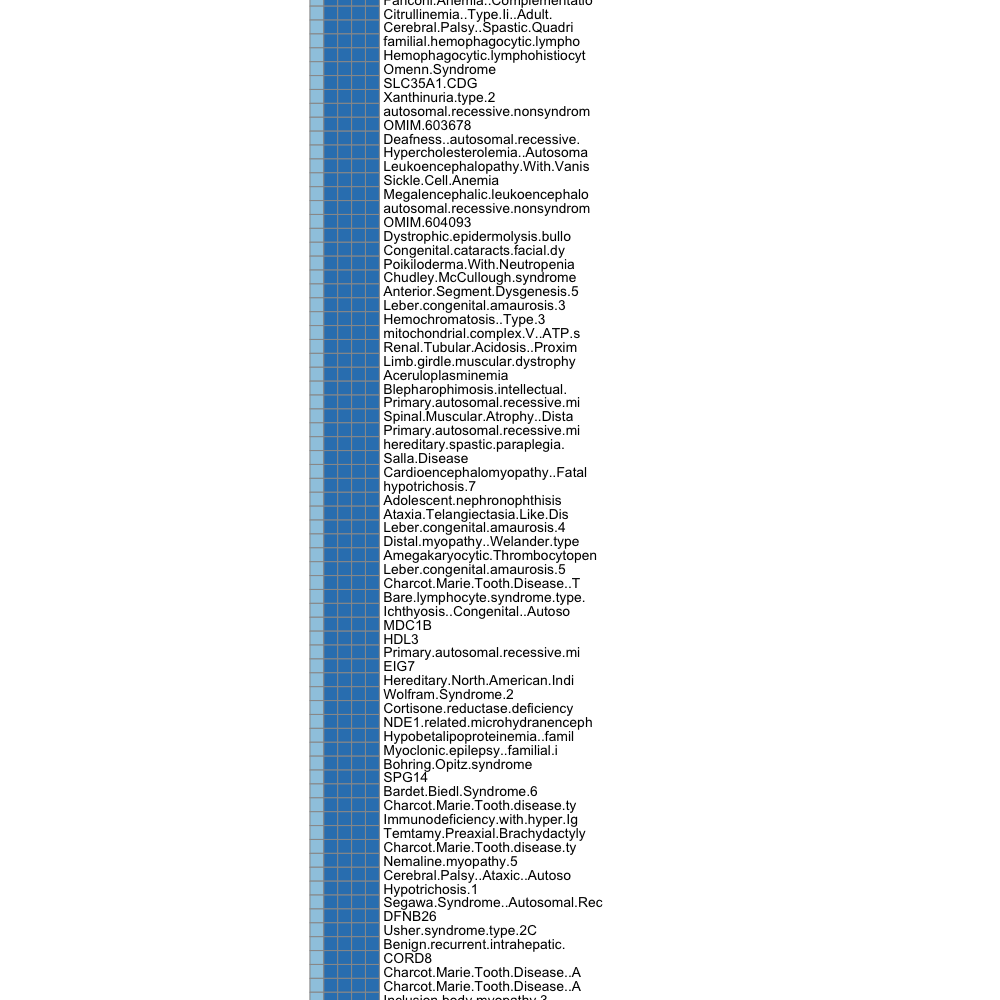 Fanconi.Anemia..Complementatio
Citrullinemia..Type.Ii..Adult.
Cerebral.Palsy..Spastic.Quadri
familial.hemophagocytic.lympho
Hemophagocytic.lymphohistiocyt
Omenn.Syndrome
SLC35A1.CDG
Xanthinuria.type.2
autosomal.recessive.nonsyndrom
OMIM.603678
Deafness..autosomal.recessive.
Hypercholesterolemia..Autosoma
Leukoencephalopathy.With.Vanis
Sickle.Cell.Anemia
Megalencephalic.leukoencephalo
autosomal.recessive.nonsyndrom
OMIM.604093
Dystrophic.epidermolysis.bullo
Congenital.cataracts.facial.dy
Poikiloderma.With.Neutropenia
Chudley.McCullough.syndrome
Anterior.Segment.Dysgenesis.5
Leber.congenital.amaurosis.3
Hemochromatosis..Type.3
mitochondrial.complex.V..ATP.s
Renal.Tubular.Acidosis..Proxim
Limb.girdle.muscular.dystrophy
Aceruloplasminemia
Blepharophimosis.intellectual.
Primary.autosomal.recessive.mi
Spinal.Muscular.Atrophy..Dista
Primary.autosomal.recessive.mi
hereditary.spastic.paraplegia.
Salla.Disease
Cardioencephalomyopathy..Fatal
hypotrichosis.7
Adolescent.nephronophthisis
Ataxia.Telangiectasia.Like.Dis
Leber.congenital.amaurosis.4
Distal.myopathy..Welander.type
Amegakaryocytic.Thrombocytopen
Leber.congenital.amaurosis.5
Charcot.Marie.Tooth.Disease..T
Bare.lymphocyte.syndrome.type.
Ichthyosis..Congenital..Autoso
MDC1B
HDL3
Primary.autosomal.recessive.mi
EIG7
Hereditary.North.American.Indi
Wolfram.Syndrome.2
Cortisone.reductase.deficiency
NDE1.related.microhydranenceph
Hypobetalipoproteinemia..famil
Myoclonic.epilepsy..familial.i
Bohring.Opitz.syndrome
SPG14
Bardet.Biedl.Syndrome.6
Charcot.Marie.Tooth.disease.ty
Immunodeficiency.with.hyper.Ig
Temtamy.Preaxial.Brachydactyly
Charcot.Marie.Tooth.disease.ty
Nemaline.myopathy.5
Cerebral.Palsy..Ataxic..Autoso
Hypotrichosis.1
Segawa.Syndrome..Autosomal.Rec
DFNB26
Usher.syndrome.type.2C
Benign.recurrent.intrahepatic.
CORD8
Charcot.Marie.Tooth.Disease..A
Charcot.Marie.Tooth.Disease..A
Inclusion.body.myopathy.3